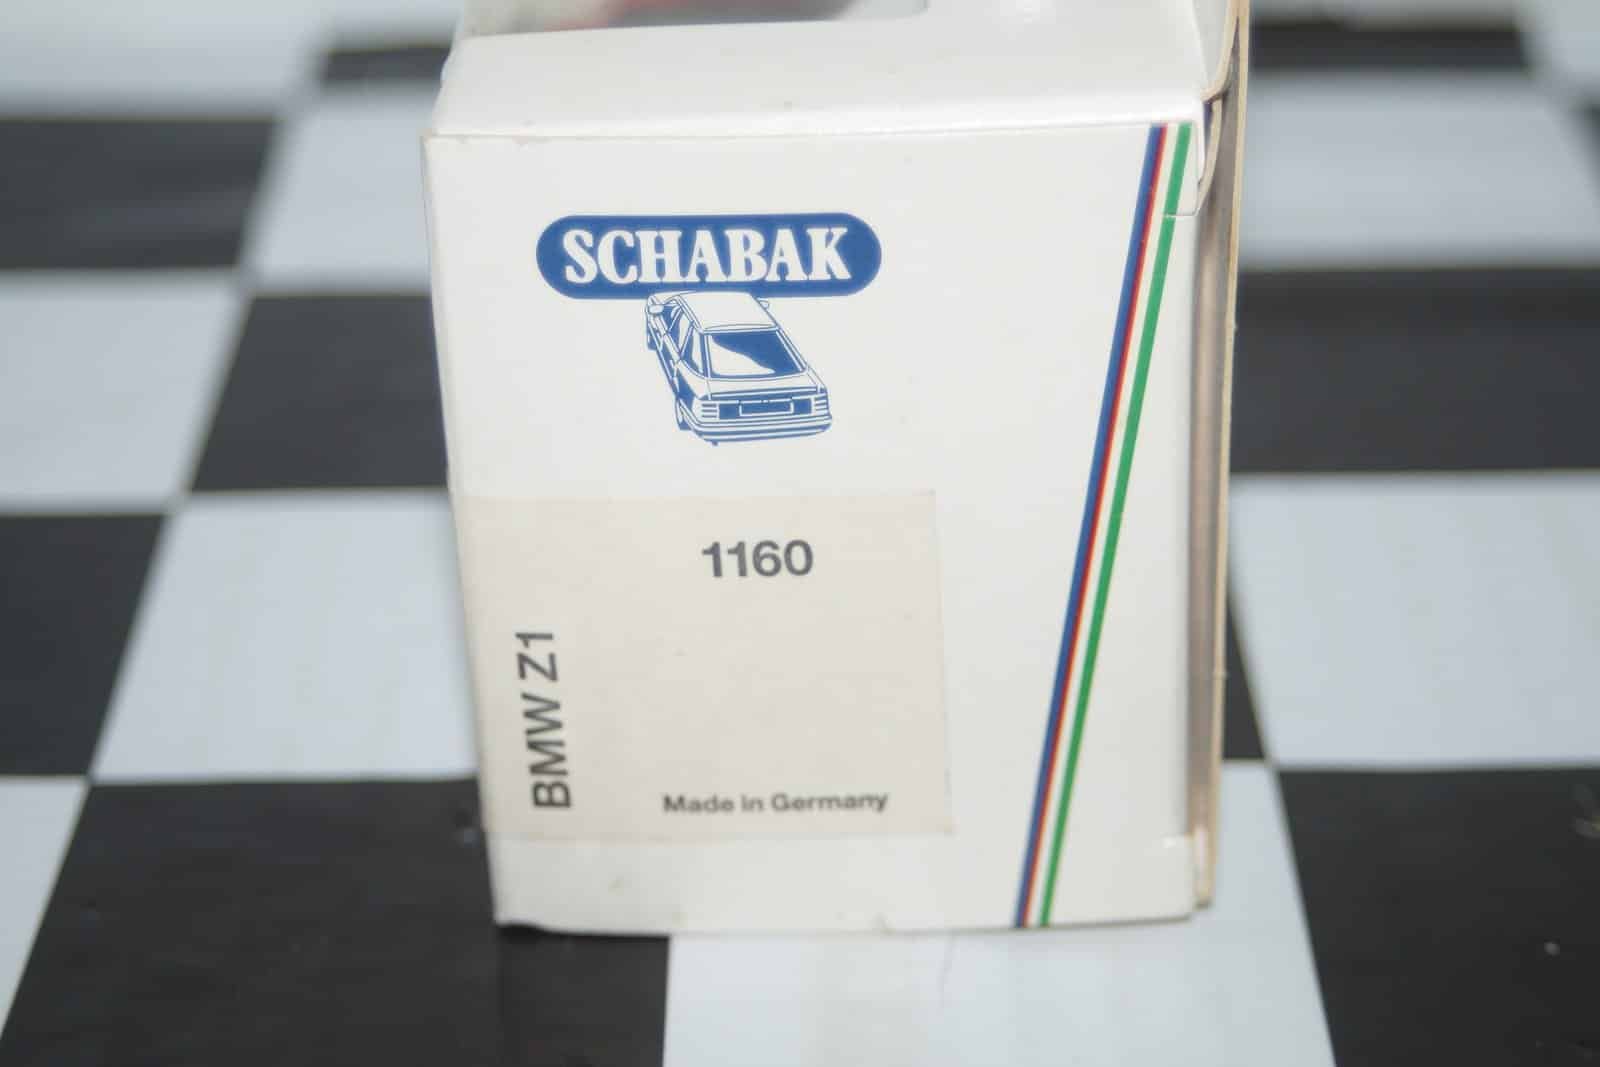 SCHABAK
1160
BMW Z1
Made in Germany